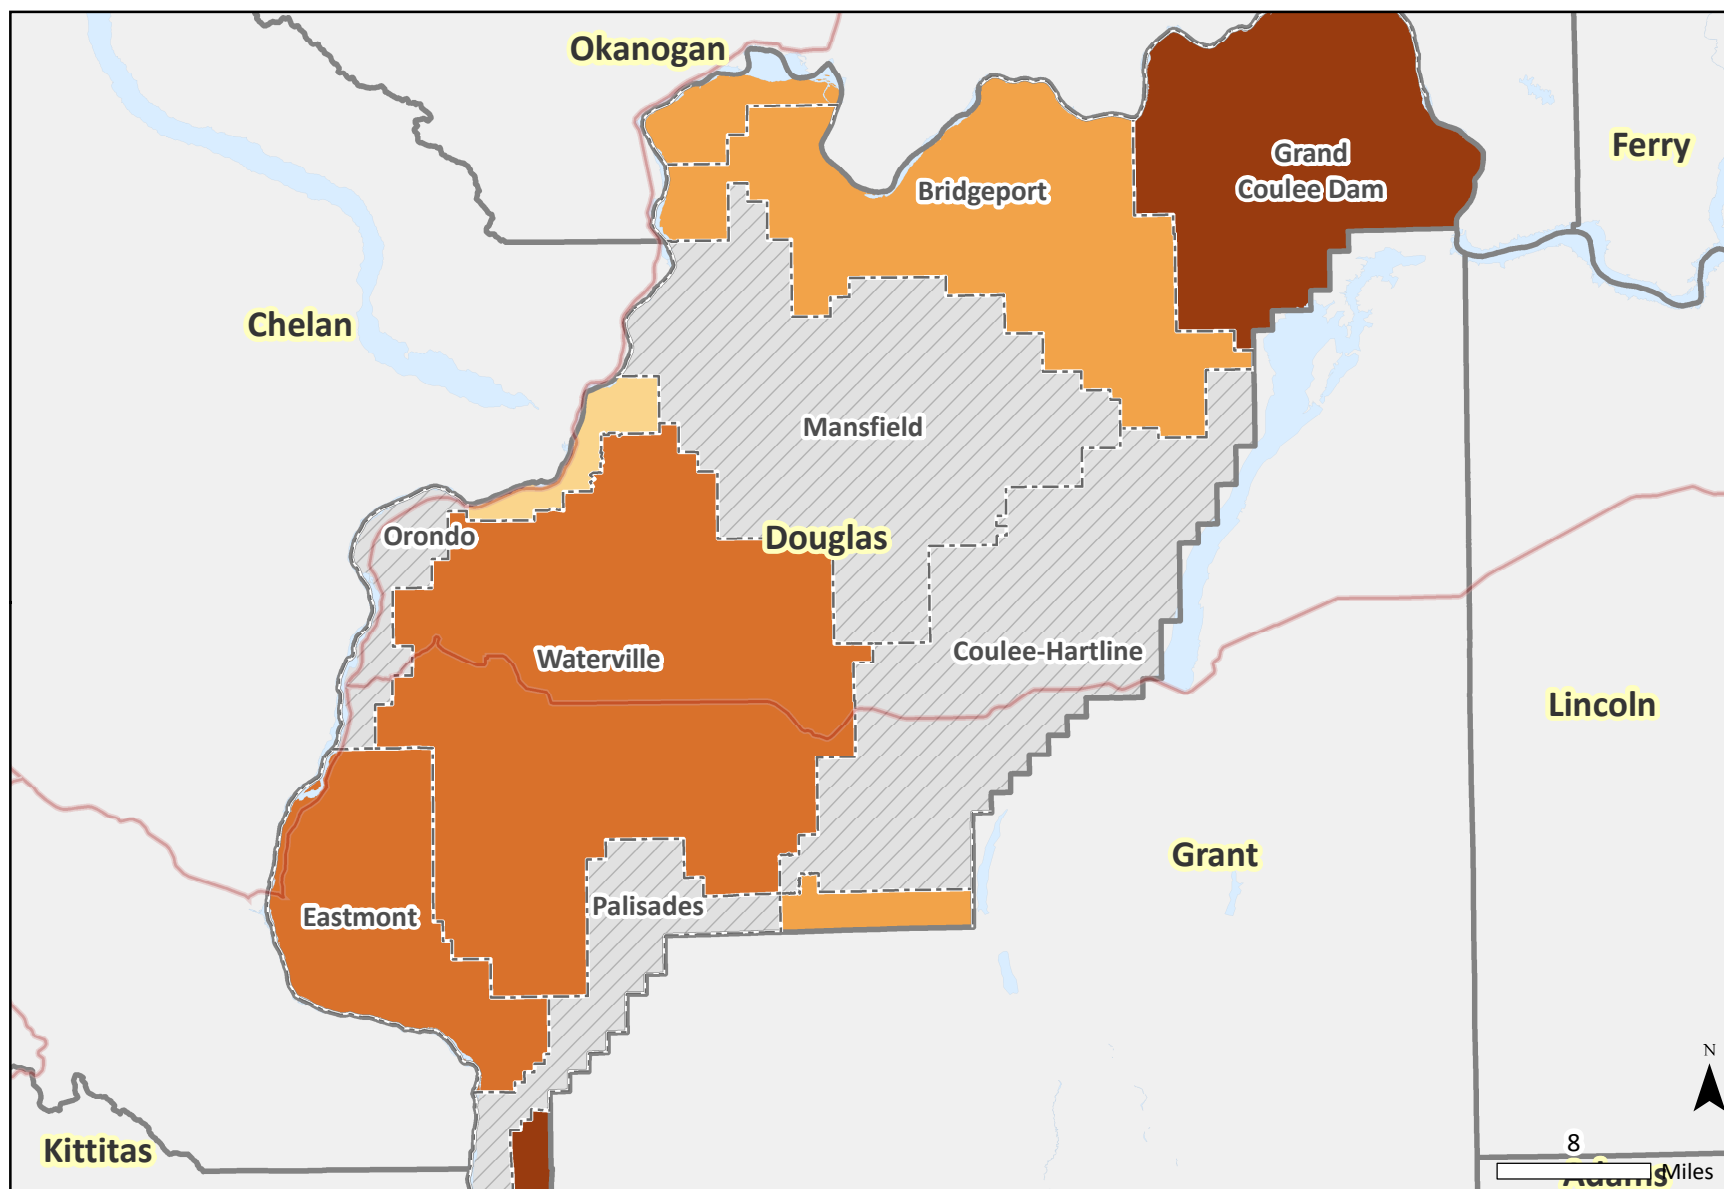 Okanogan
Ferry
Grand
Coulee Dam
Bridgeport
Chelan
Mansfield
Orondo
Douglas
Waterville
Coulee-Hartline
Lincoln
Grant
Palisades
Eastmont
N
Kittitas
8
Miles
Adams